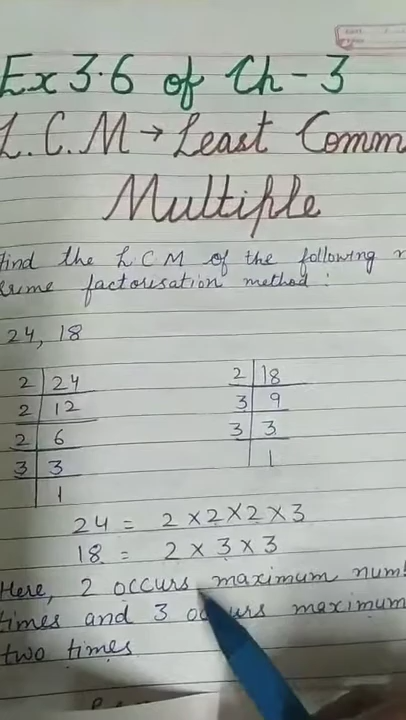 Ex 3.6 of Ch-3
L.C.M → Least Comm
Multiple
find the L C M of the following
prime factorisation method :
24, 18
2 | 24
2 | 12
2 | 6
3 | 3
1
2 | 18
3 | 9
3 | 3
1
24 = 2×2×2×3
18 = 2×3×3
Here, 2 occurs maximum num
times and 3 occurs maximum
two times